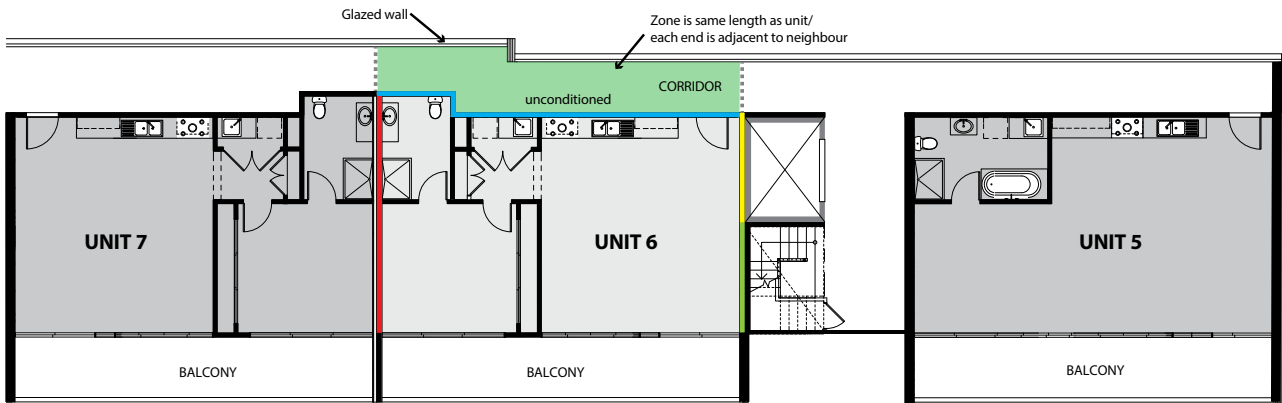 Glazed wall
Zone is same length as unit/
each end is adjacent to neighbour
CORRIDOR
unconditioned
UNIT 7
UNIT 6
UNIT 5
BALCONY
BALCONY
BALCONY